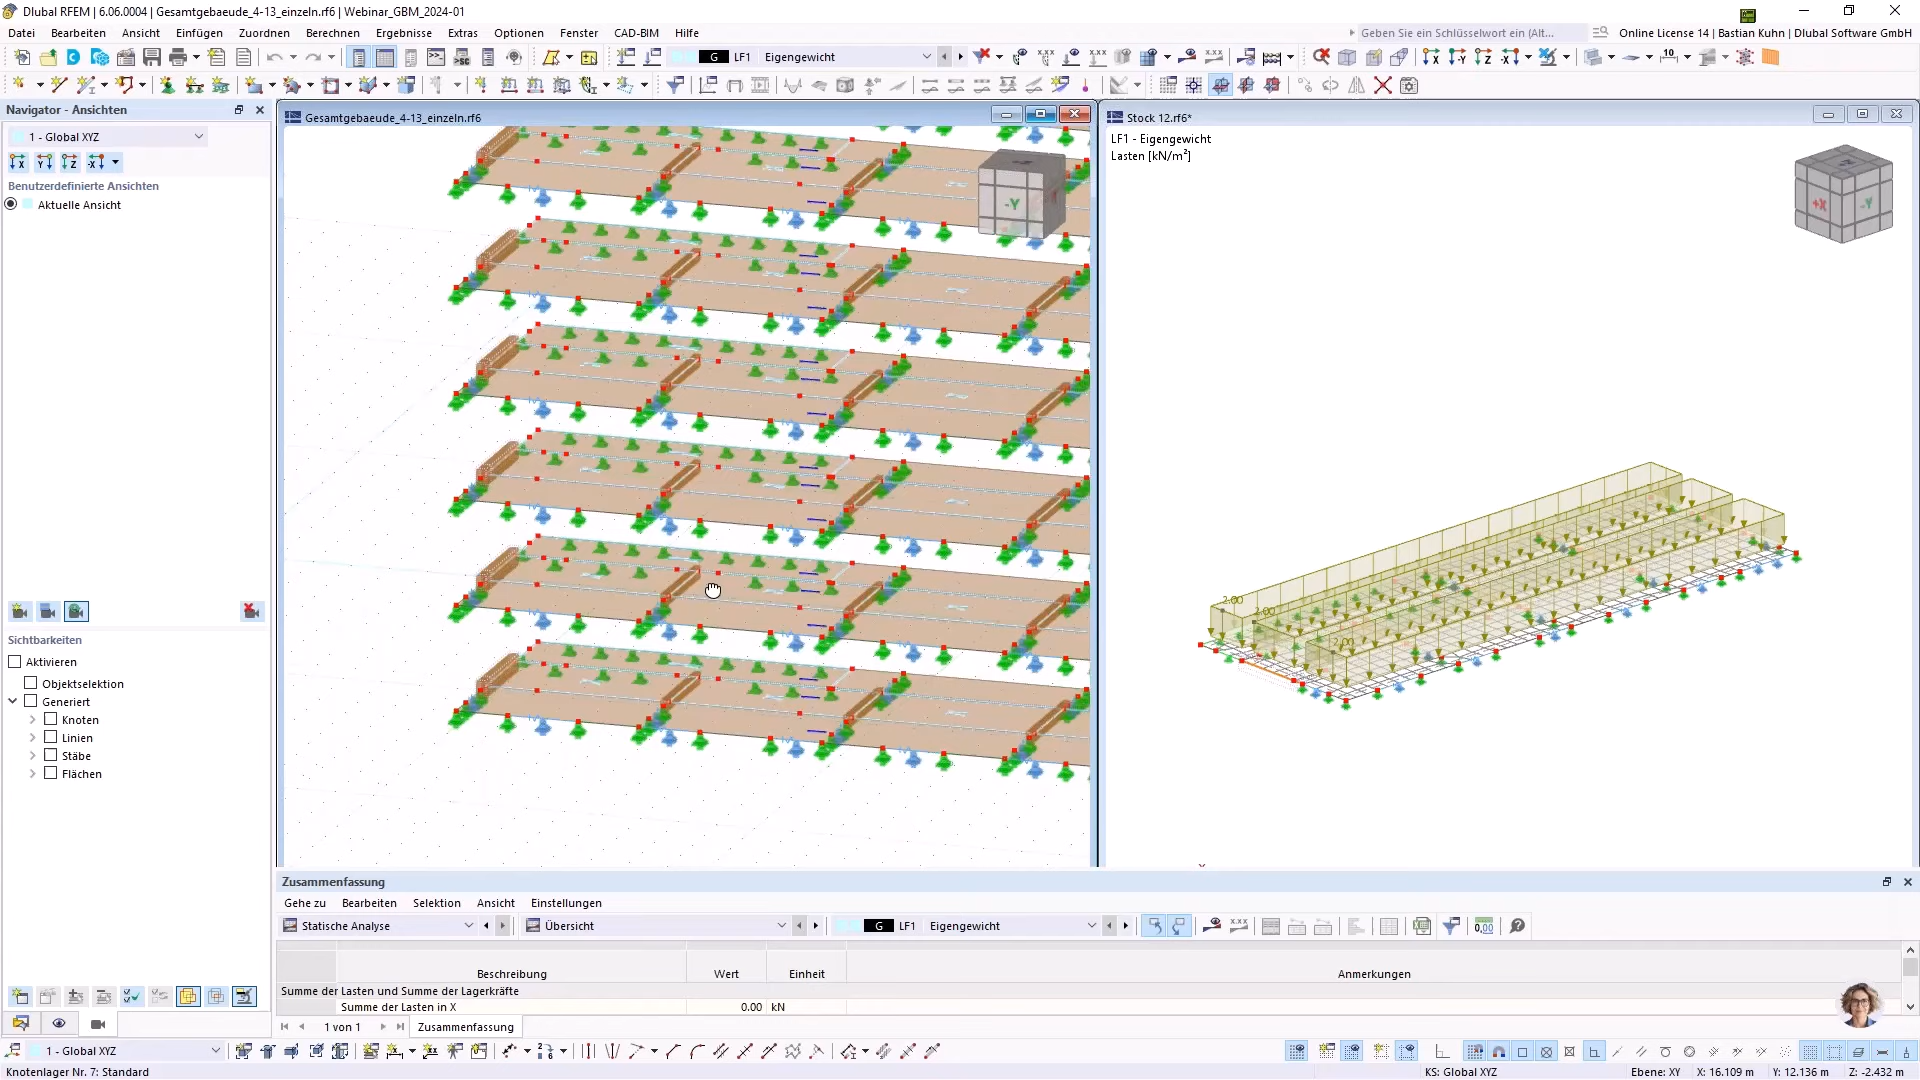 Dlubal RFEM | 6.06.0004 | Gesamtgebaeude_4-13_einzeln.rf6 | Webinar_GBM_2024-01
Datei Bearbeiten Ansicht Einfügen Zuordnen Berechnen Ergebnisse Extras Optionen Fenster CAD-BIM Hilfe
Geben Sie ein Schlüsselwort ein (Alt... Online License 14 | Bastian Kuhn | Dlubal Software GmbH
G LF1 Eigengewicht
Navigator - Ansichten
1 - Global XYZ
Benutzerdefinierte Ansichten
Aktuelle Ansicht
Sichtbarkeiten
Aktivieren
Objektselektion
Generiert
Knoten
Linien
Stäbe
Flächen
Gesamtgebaeude_4-13_einzeln.rf6
-Y
Stock 12.rf6*
LF1 - Eigengewicht
Lasten [kN/m²]
+X -Y
2.00
2.00
2.00
Zusammenfassung
Gehe zu Bearbeiten Selektion Ansicht Einstellungen
Statische Analyse Übersicht G LF1 Eigengewicht
Beschreibung Wert Einheit Anmerkungen
Summe der Lasten und Summe der Lagerkräfte
Summe der Lasten in X 0.00 kN
1 von 1 Zusammenfassung
1 - Global XYZ
Knotenlager Nr. 7: Standard KS: Global XYZ Ebene: XY X: 16.109 m Y: 12.136 m Z: -2.432 m